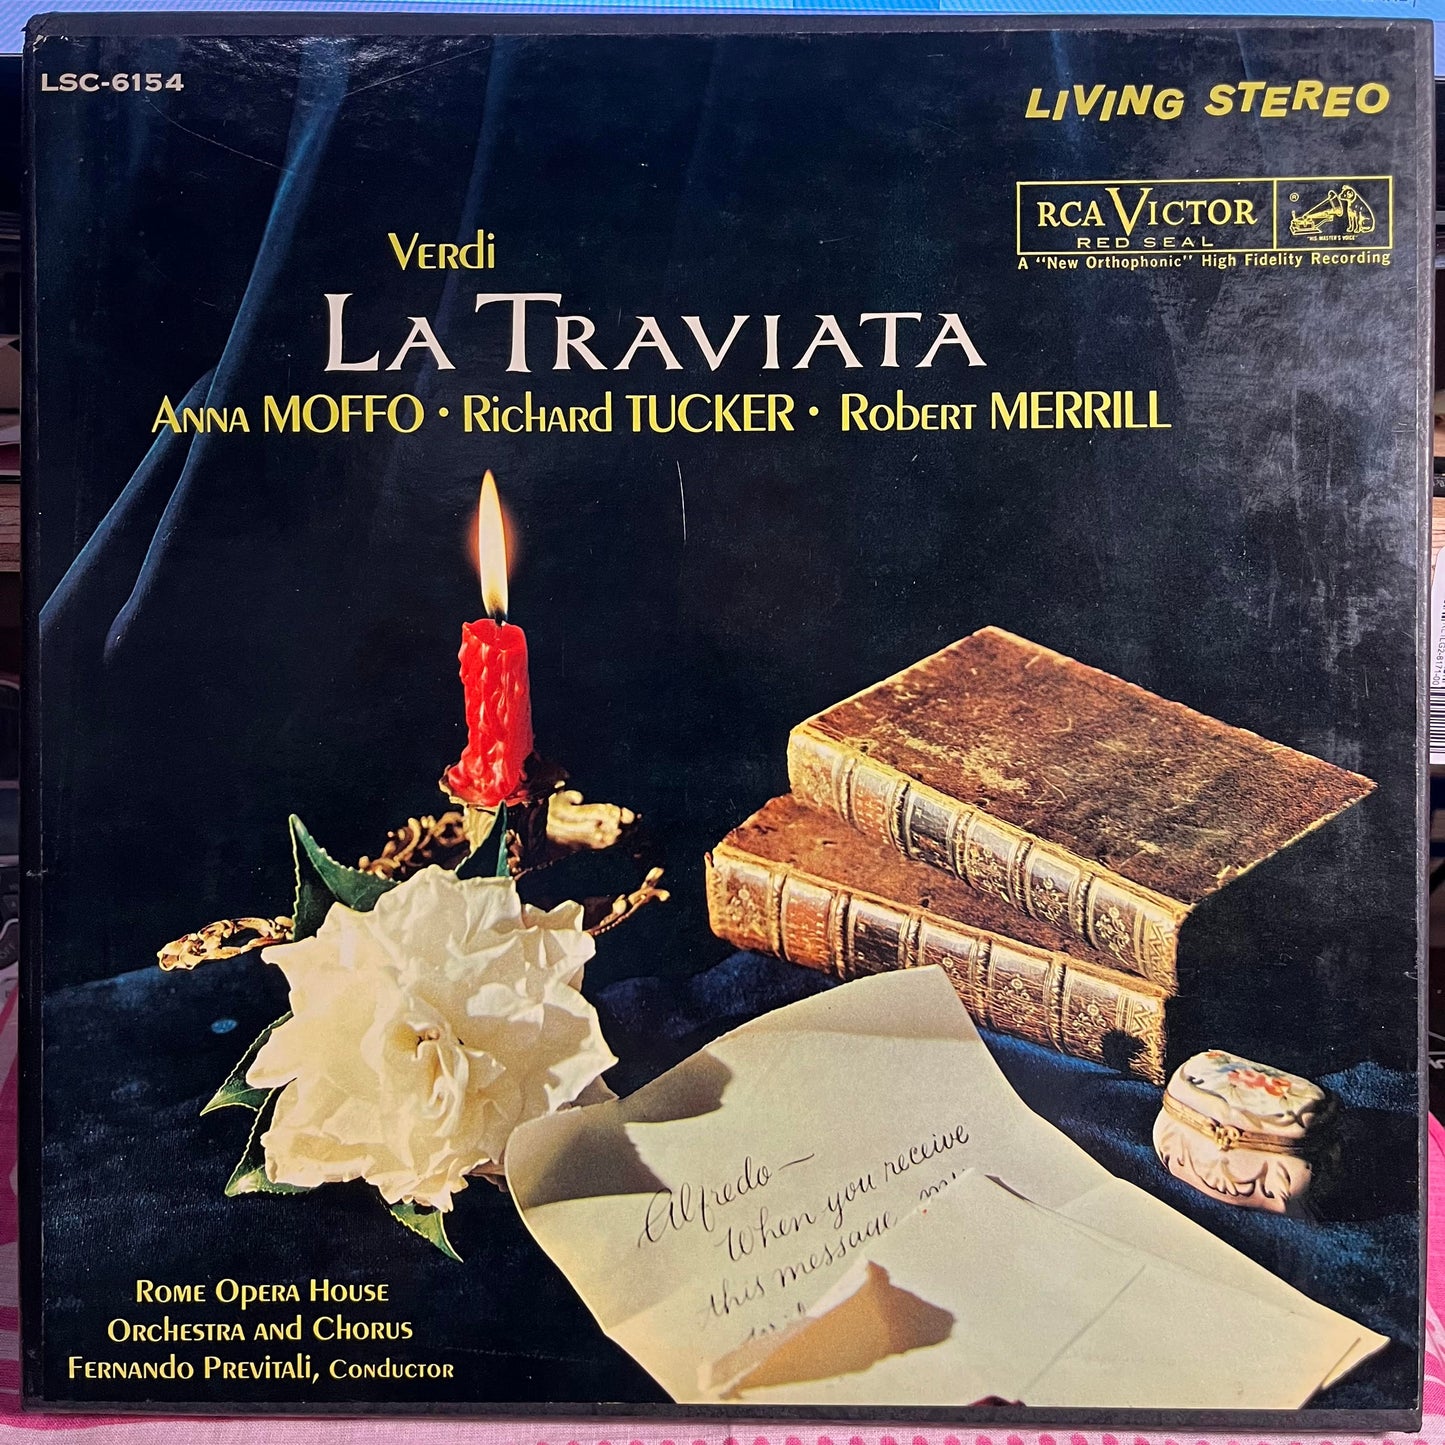 LSC-6154
LIVING STEREO
RCA VICTOR
RED SEAL
®
"HIS MASTER'S VOICE"
A "New Orthophonic" High Fidelity Recording
Verdi
LA TRAVIATA
ANNA MOFFO • RichARD TUCKER • ROBERT MERRILL
Alfredo —
When you receive
this message
ROME OPERA HOUSE
ORCHESTRA AND CHORUS
FERNANDO PREVITALI, CONDUCTOR